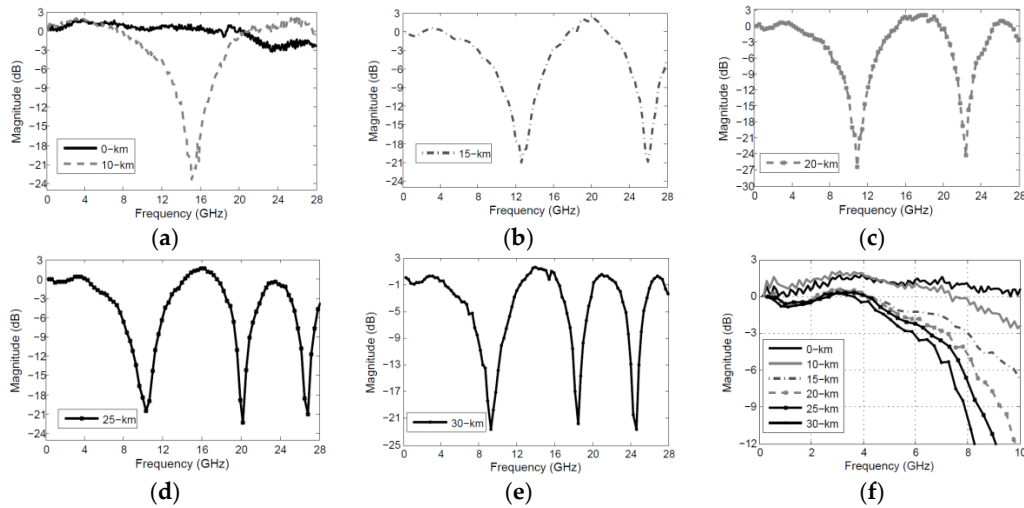 3
0
−3
−6
−9
−12
−15
−18
−21
−24
Magnitude (dB)
0−km
10−km
0 4 8 12 16 20 24 28
Frequency (GHz)
(a)
3
0
−3
−6
−9
−12
−15
−18
−21
−24
Magnitude (dB)
15−km
0 4 8 12 16 20 24 28
Frequency (GHz)
(b)
3
0
−3
−6
−9
−12
−15
−18
−21
−24
−27
−30
Magnitude (dB)
20−km
0 4 8 12 16 20 24 28
Frequency (GHz)
(c)
3
0
−3
−6
−9
−12
−15
−18
−21
−24
Magnitude (dB)
25−km
0 4 8 12 16 20 24 28
Frequency (GHz)
(d)
3
0
−5
−9
−13
−17
−21
−25
Magnitude (dB)
30−km
0 4 8 12 16 20 24 28
Frequency (GHz)
(e)
3
0
−3
−6
−9
−12
Magnitude (dB)
0−km
10−km
15−km
20−km
25−km
30−km
0 2 4 6 8 10
Frequency (GHz)
(f)